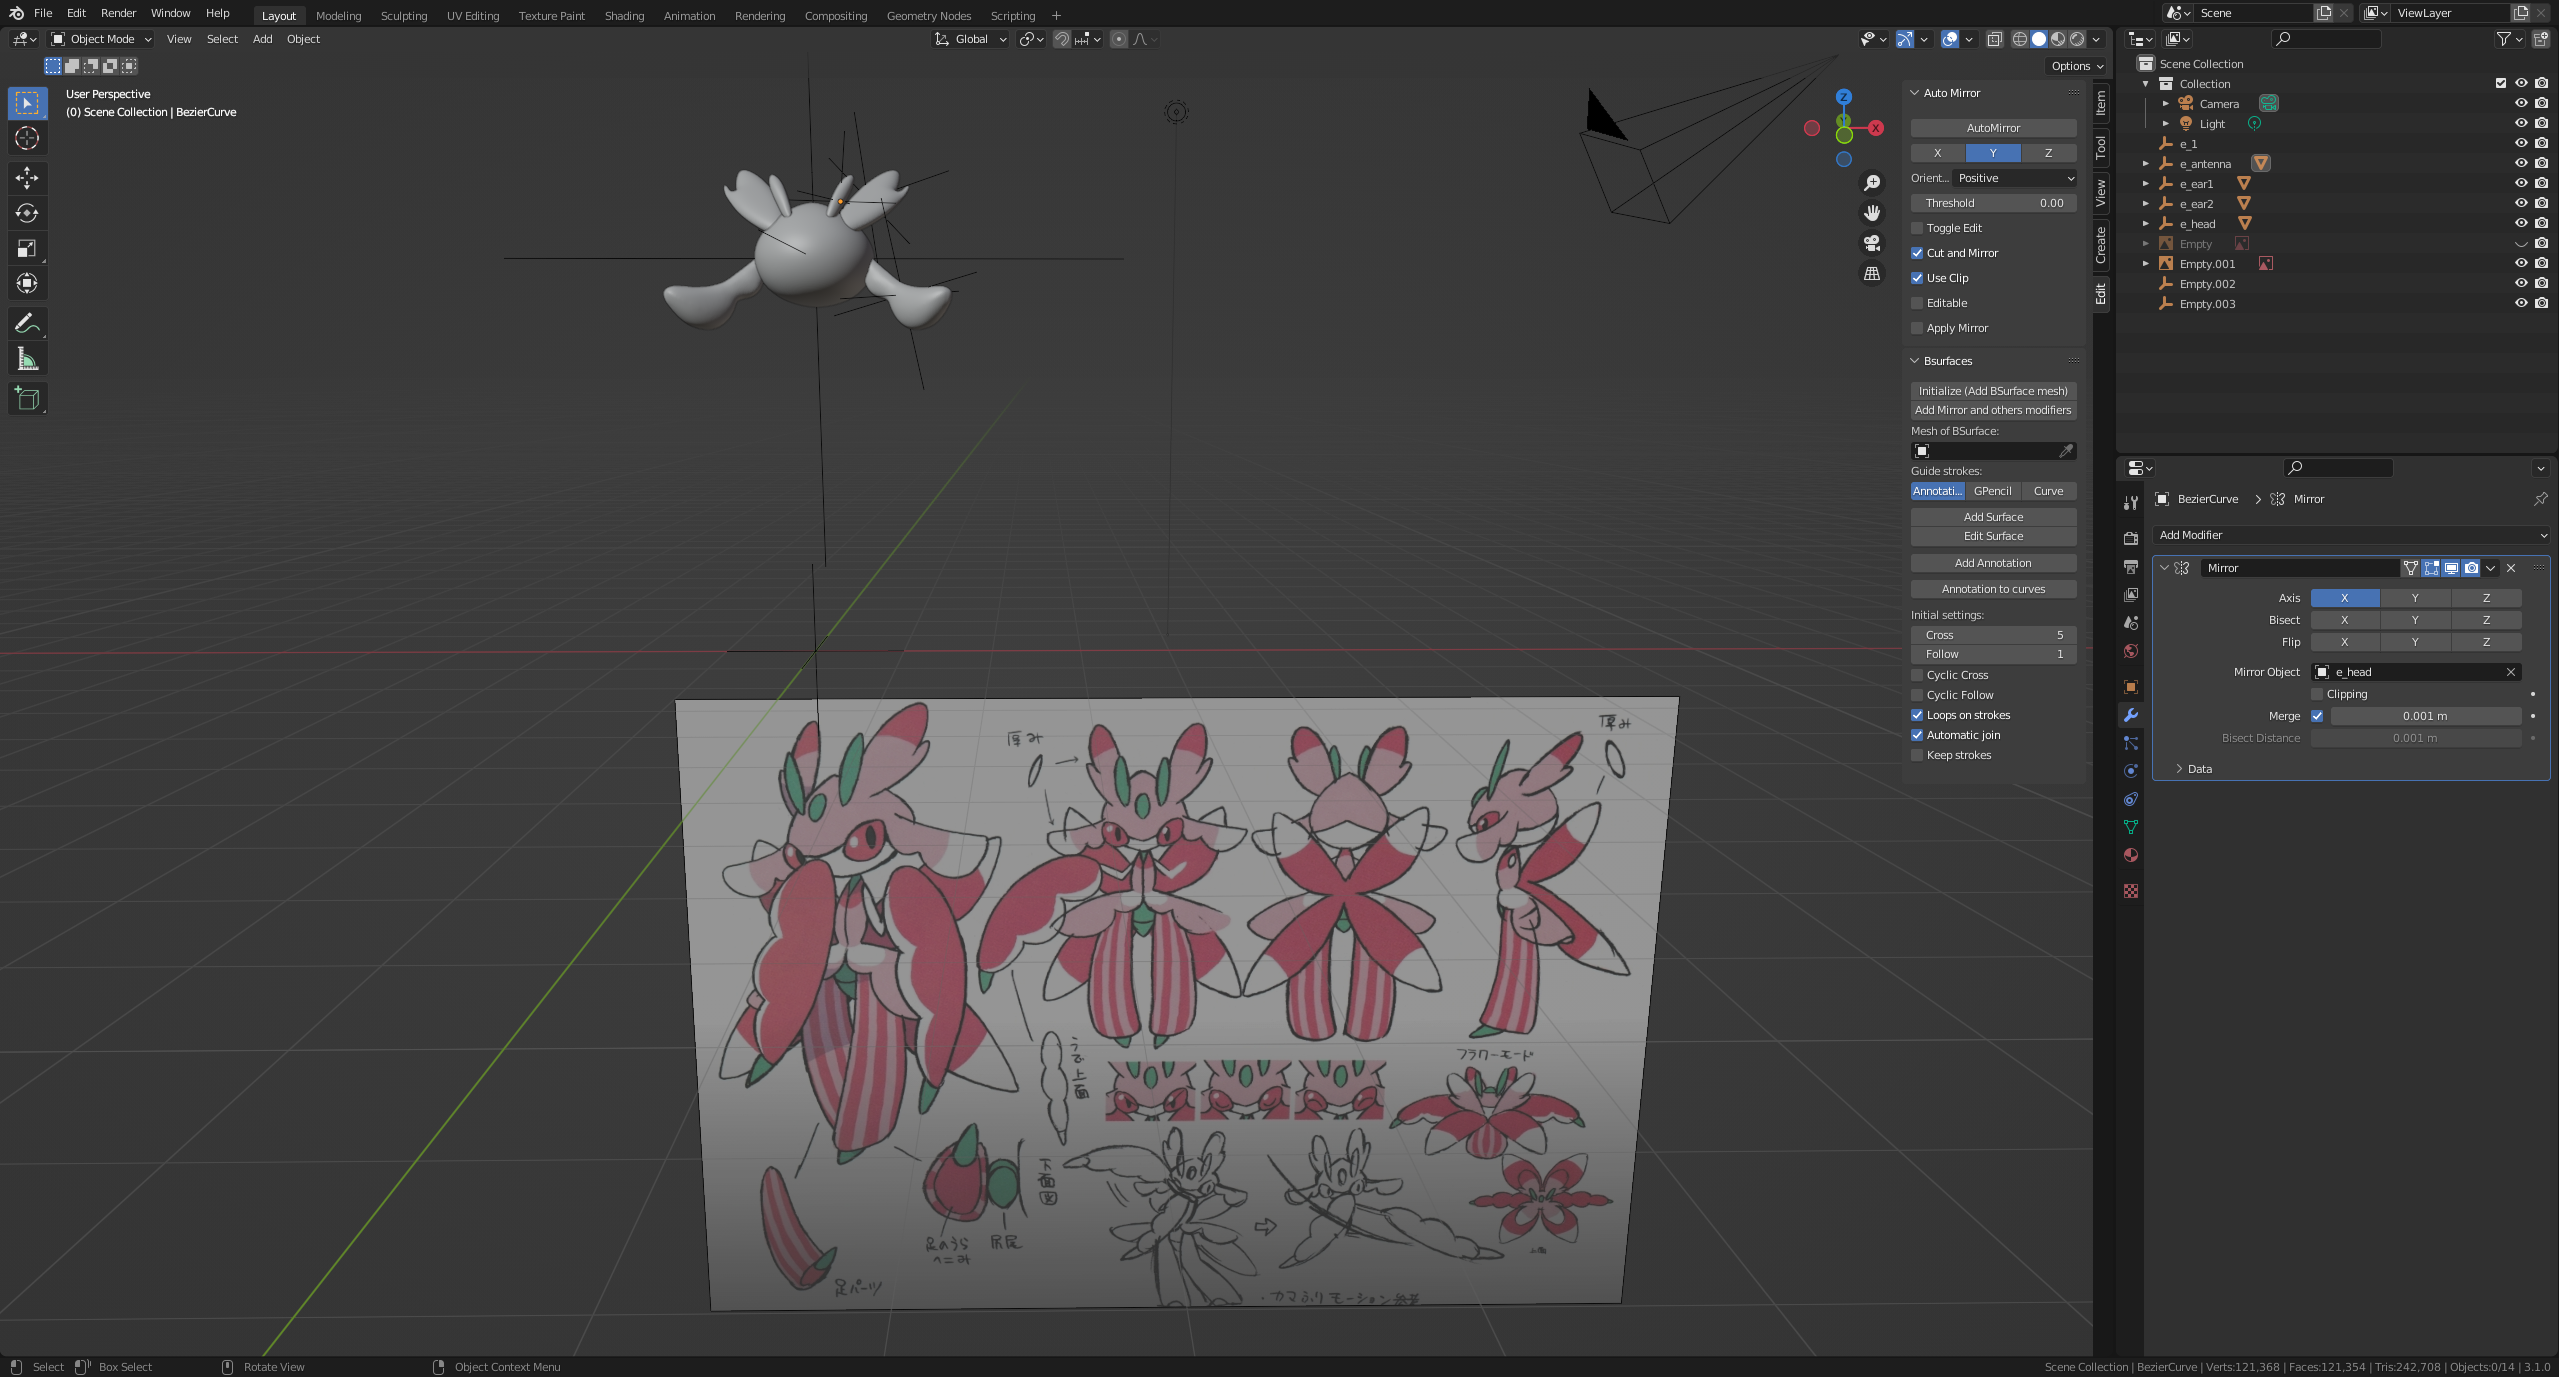 File Edit Render Window Help Layout Modeling Sculpting UV Editing Texture Paint Shading Animation Rendering Compositing Geometry Nodes Scripting + Scene ViewLayer
Object Mode View Select Add Object Global
Options
User Perspective
(0) Scene Collection | BezierCurve
Z
X
Auto Mirror
AutoMirror
X Y Z
Orient... Positive
Threshold 0.00
Toggle Edit
Cut and Mirror
Use Clip
Editable
Apply Mirror
Bsurfaces
Initialize (Add BSurface mesh)
Add Mirror and others modifiers
Mesh of BSurface:
Guide strokes:
Annotati... GPencil Curve
Add Surface
Edit Surface
Add Annotation
Annotation to curves
Initial settings:
Cross 5
Follow 1
Cyclic Cross
Cyclic Follow
Loops on strokes
Automatic join
Keep strokes
Item
Tool
View
Create
Edit
Scene Collection
Collection
Camera
Light
e_1
e_antenna
e_ear1
e_ear2
e_head
Empty
Empty.001
Empty.002
Empty.003
BezierCurve > Mirror
Add Modifier
Mirror
Axis X Y Z
Bisect X Y Z
Flip X Y Z
Mirror Object e_head
Clipping
Merge 0.001 m
Bisect Distance 0.001 m
Data
厚み
厚み
フラワーモード
うで上面
下面図
足のうら
へこみ
尻尾
足パーツ
・カマふりモーション
Select Box Select Rotate View Object Context Menu
Scene Collection | BezierCurve | Verts:121,368 | Faces:121,354 | Tris:242,708 | Objects:0/14 | 3.1.0